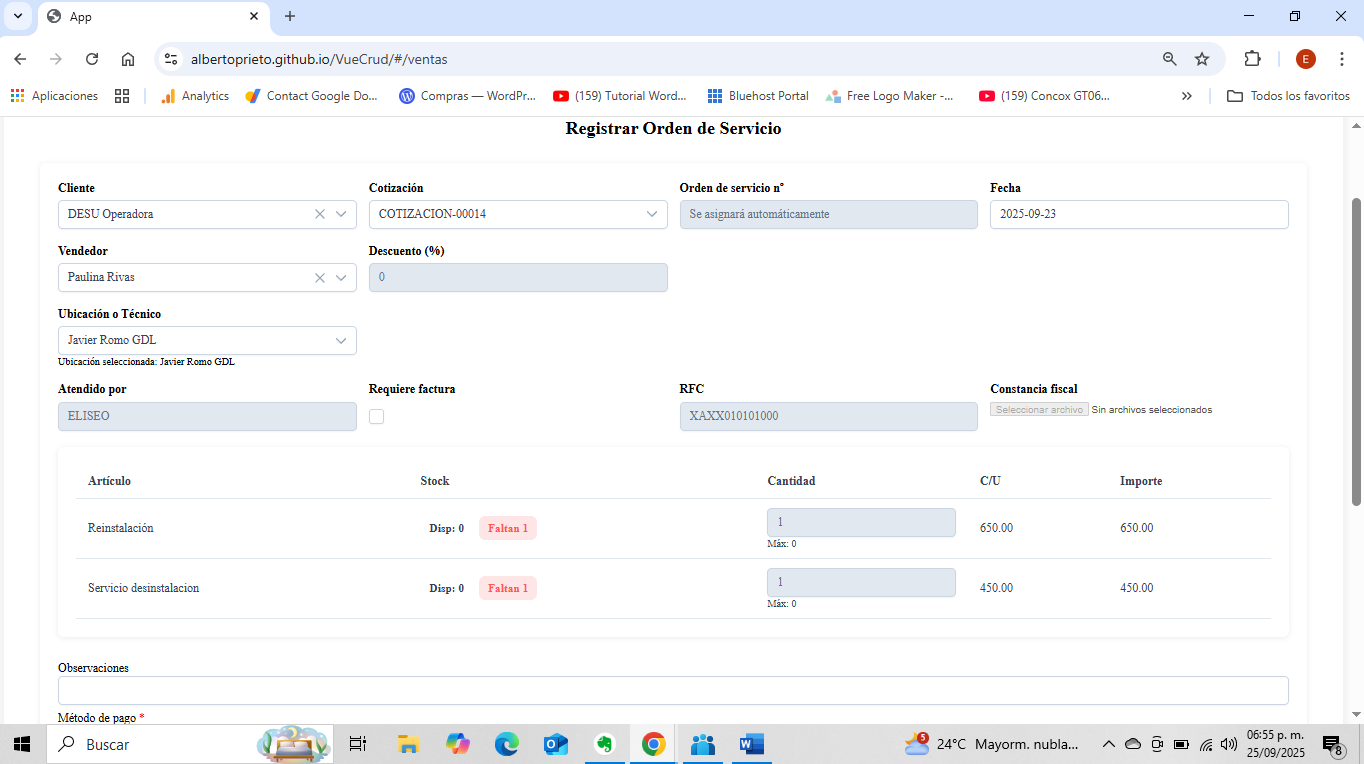 App
albertoprieto.github.io/VueCrud/#/ventas
E
Aplicaciones
Analytics
Contact Google Do...
Compras — WordPr...
(159) Tutorial Word...
Bluehost Portal
Free Logo Maker -...
(159) Concox GT06...
Todos los favoritos
Registrar Orden de Servicio
Cliente Cotización Orden de servicio n° Fecha
DESU Operadora COTIZACION-00014 Se asignará automáticamente 2025-09-23
Vendedor Descuento (%)
Paulina Rivas 0
Ubicación o Técnico
Javier Romo GDL
Ubicación seleccionada: Javier Romo GDL
Atendido por Requiere factura RFC Constancia fiscal
ELISEO XAXX010101000 Seleccionar archivo Sin archivos seleccionados
Artículo Stock Cantidad C/U Importe
Reinstalación Disp: 0 Faltan 1 1 650.00 650.00
Máx: 0
Servicio desinstalacion Disp: 0 Faltan 1 1 450.00 450.00
Máx: 0
Observaciones
Método de pago *
Buscar
5
24°C Mayorm. nubla...
06:55 p. m.
25/09/2025
8